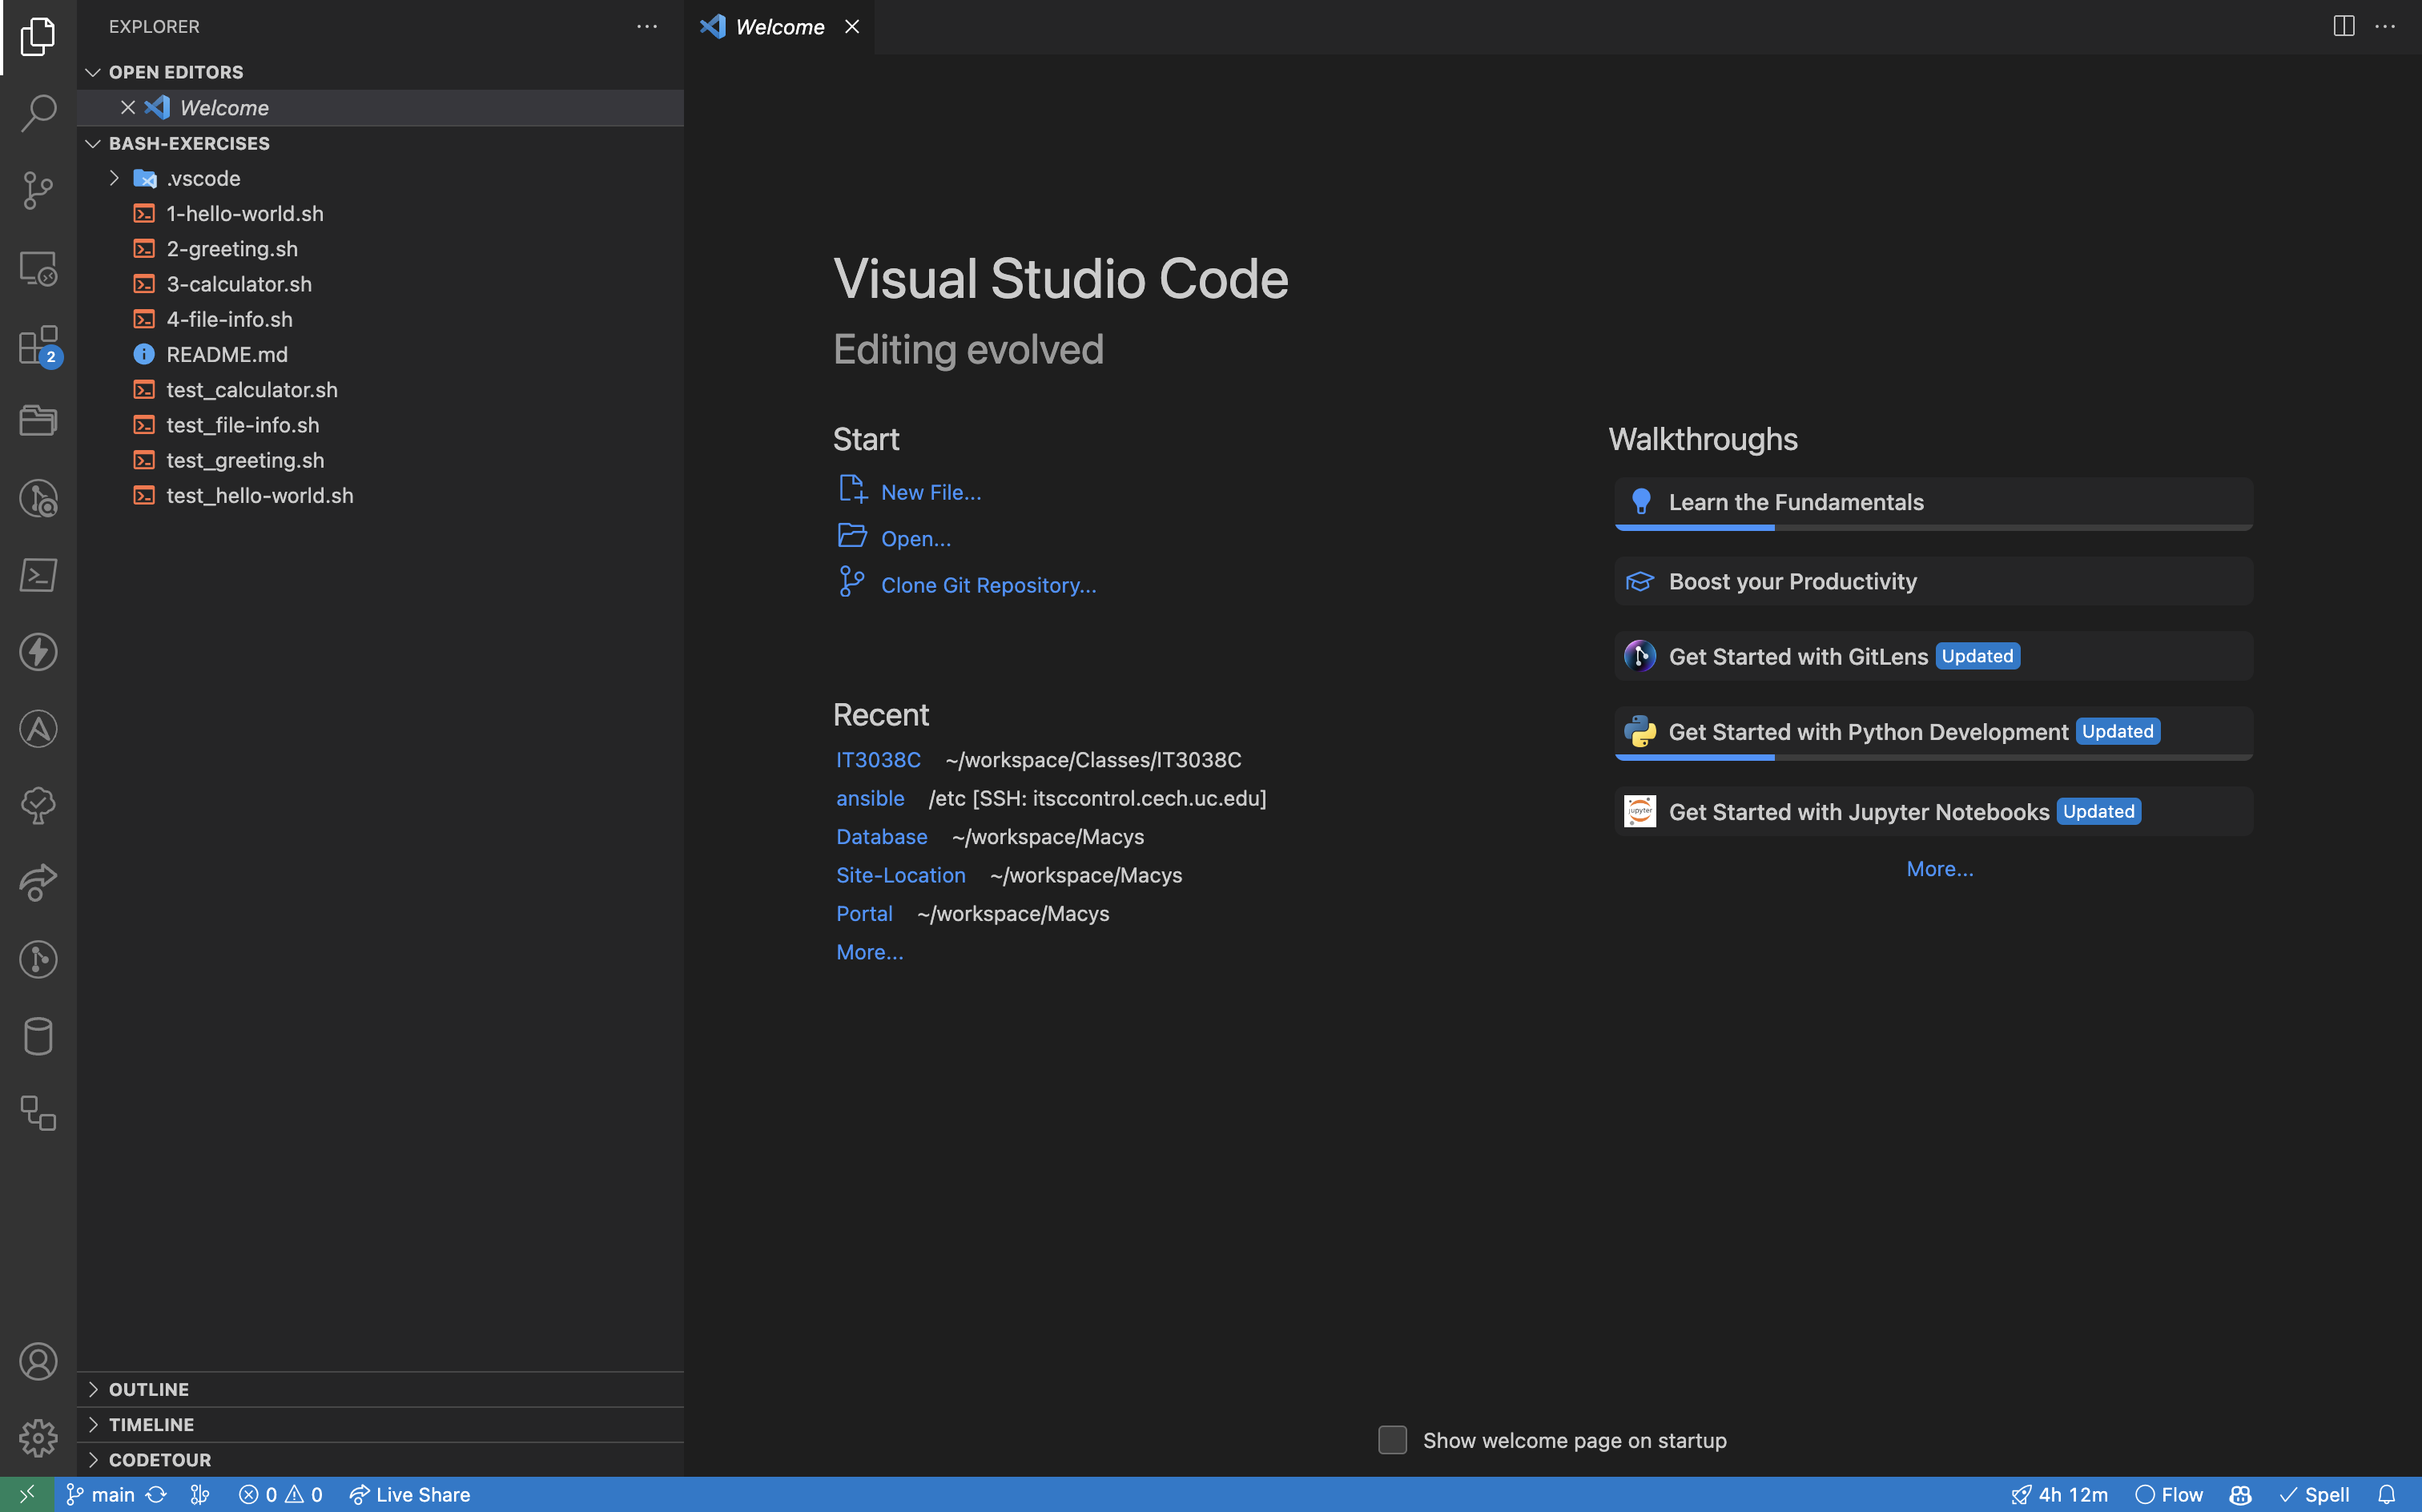 EXPLORER
OPEN EDITORS
Welcome
BASH-EXERCISES
.vscode
1-hello-world.sh
2-greeting.sh
3-calculator.sh
4-file-info.sh
README.md
test_calculator.sh
test_file-info.sh
test_greeting.sh
test_hello-world.sh
2
OUTLINE
TIMELINE
CODETOUR
Welcome
Visual Studio Code
Editing evolved
Start
New File...
Open...
Clone Git Repository...
Recent
IT3038C ~/workspace/Classes/IT3038C
ansible /etc [SSH: itsccontrol.cech.uc.edu]
Database ~/workspace/Macys
Site-Location ~/workspace/Macys
Portal ~/workspace/Macys
More...
Walkthroughs
Learn the Fundamentals
Boost your Productivity
Get Started with GitLens Updated
Get Started with Python Development Updated
jupyter
Get Started with Jupyter Notebooks Updated
More...
Show welcome page on startup
main 0 0 Live Share 4h 12m Flow Spell